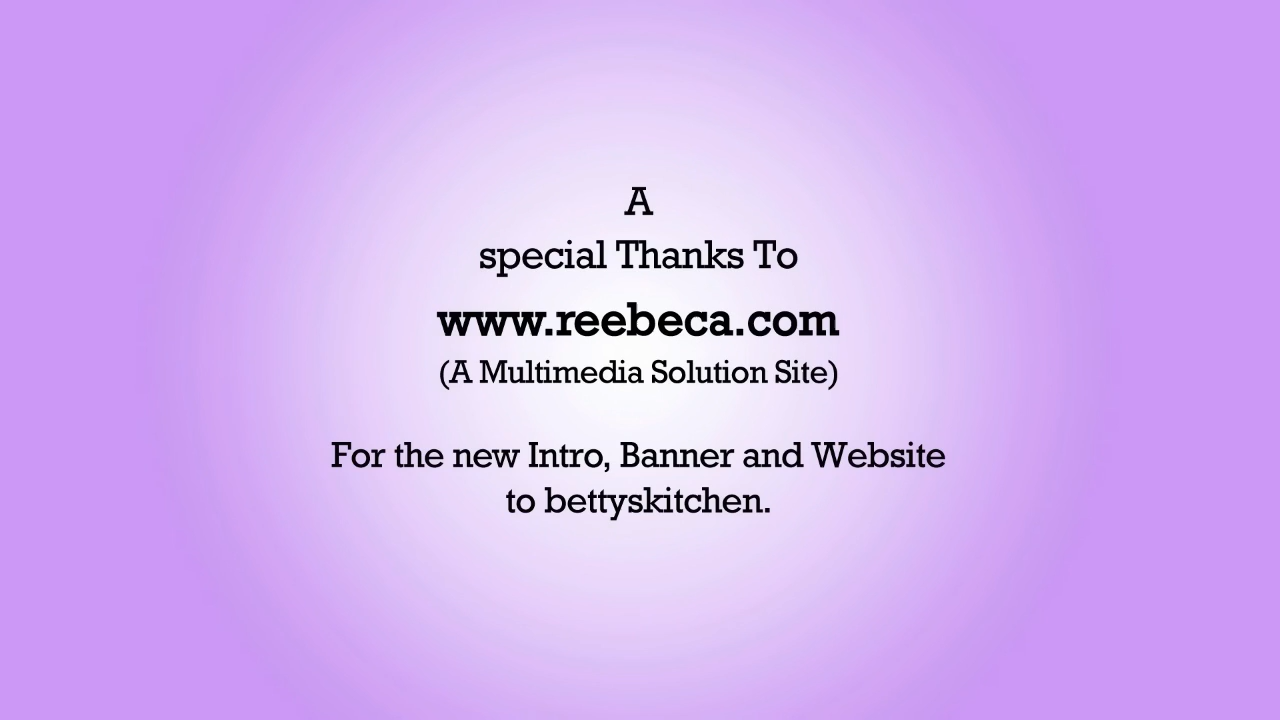 A
special Thanks To
www.reebeca.com
(A Multimedia Solution Site)
For the new Intro, Banner and Website
to bettyskitchen.